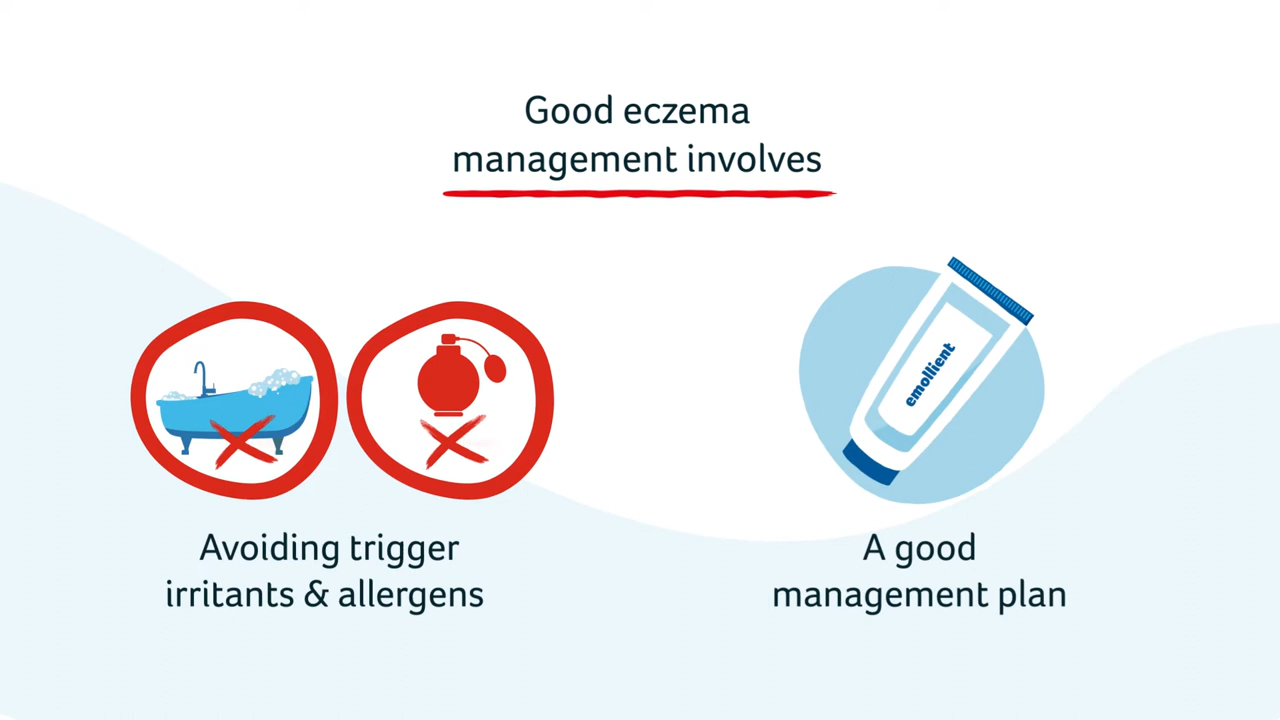 Good eczema
management involves
emollient
Avoiding trigger
irritants & allergens
A good
management plan